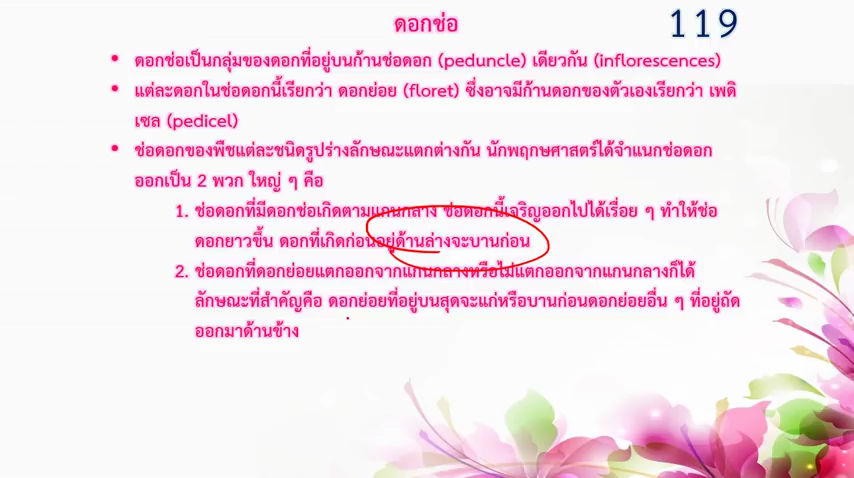 ดอกช่อ
119
• ดอกช่อเป็นกลุ่มของดอกที่อยู่บนก้านช่อดอก (peduncle) เดียวกัน (inflorescences)
• แต่ละดอกในช่อดอกนี้เรียกว่า ดอกย่อย (floret) ซึ่งอาจมีก้านดอกของตัวเองเรียกว่า เพดิ
เซล (pedicel)
• ช่อดอกของพืชแต่ละชนิดรูปร่างลักษณะแตกต่างกัน นักพฤกษศาสตร์ได้จำแนกช่อดอก
ออกเป็น 2 พวก ใหญ่ ๆ คือ
1. ช่อดอกที่มีดอกช่อเกิดตามแกนกลาง ช่อดอกนี้เจริญออกไปได้เรื่อย ๆ ทำให้ช่อ
ดอกยาวขึ้น ดอกที่เกิดก่อนอยู่ด้านล่างจะบานก่อน
2. ช่อดอกที่ดอกย่อยแตกออกจากแกนกลางหรือไม่แตกออกจากแกนกลางก็ได้
ลักษณะที่สำคัญคือ ดอกย่อยที่อยู่บนสุดจะแก่หรือบานก่อนดอกย่อยอื่น ๆ ที่อยู่ถัด
ออกมาด้านข้าง